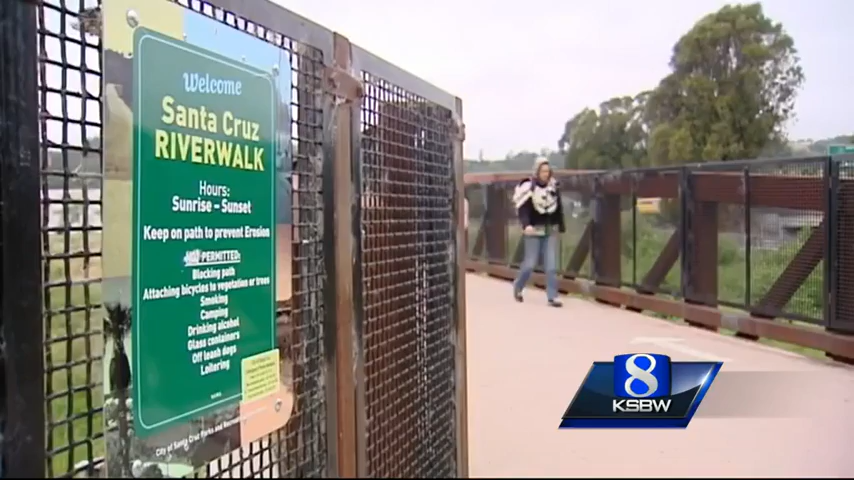 Welcome
Santa Cruz
RIVERWALK
Hours:
Sunrise – Sunset
Keep on path to prevent Erosion
PERMITTED:
Blocking path
Attaching bicycles to vegetation or trees
Smoking
Camping
Drinking alcohol
Glass containers
Off leash dogs
Loitering
City of Santa Cruz Parks and Recreation
8
KSBW